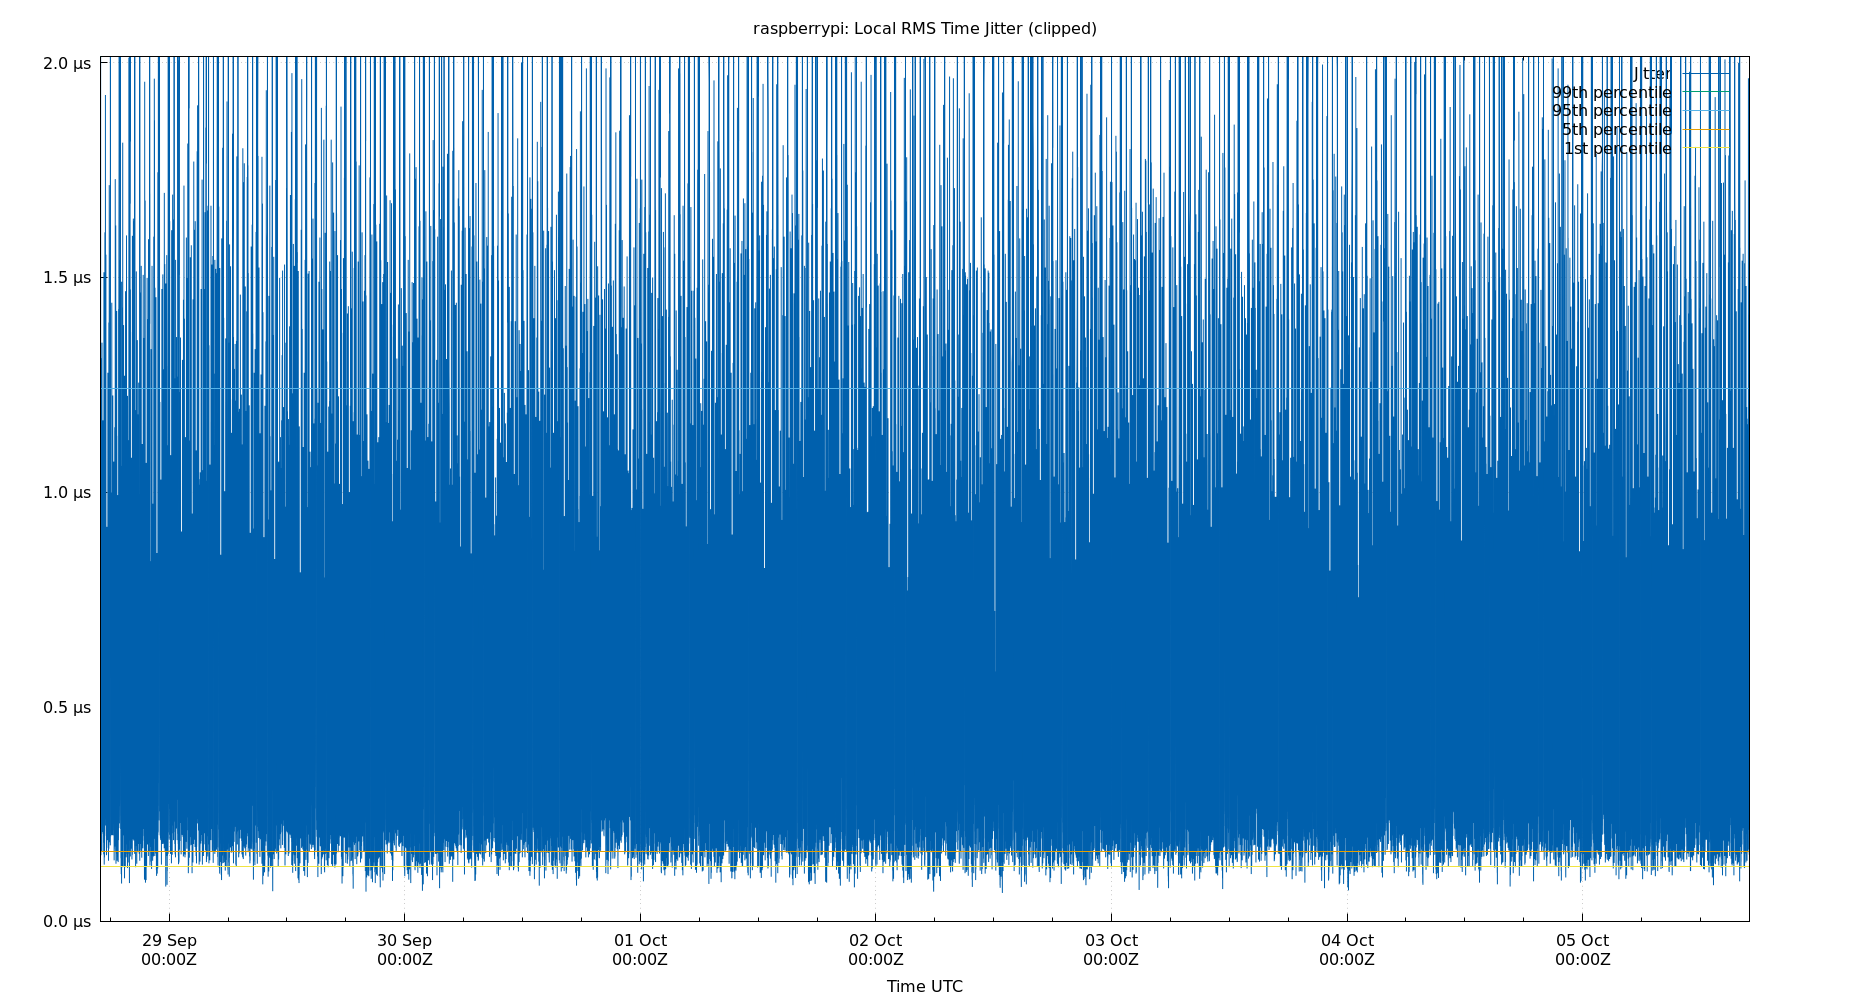 raspberrypi: Local RMS Time Jitter (clipped)
2.0 μs
1.5 μs
1.0 μs
0.5 μs
0.0 μs
Jitter
99th percentile
95th percentile
5th percentile
1st percentile
29 Sep
00:00Z
30 Sep
00:00Z
01 Oct
00:00Z
02 Oct
00:00Z
03 Oct
00:00Z
04 Oct
00:00Z
05 Oct
00:00Z
Time UTC